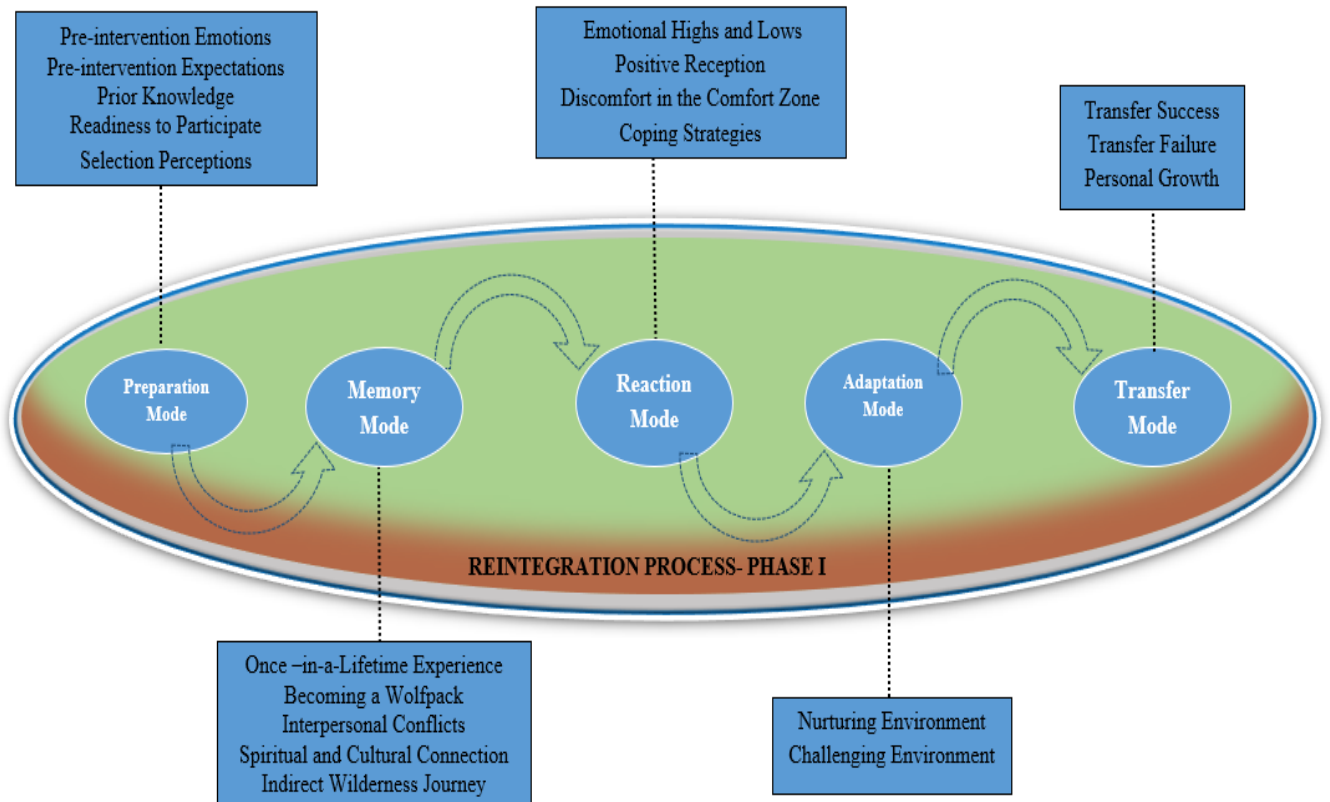 Pre-intervention Emotions
Pre-intervention Expectations
Prior Knowledge
Readiness to Participate
Selection Perceptions
Emotional Highs and Lows
Positive Reception
Discomfort in the Comfort Zone
Coping Strategies
Transfer Success
Transfer Failure
Personal Growth
Preparation
Mode
Memory
Mode
Reaction
Mode
Adaptation
Mode
Transfer
Mode
REINTEGRATION PROCESS- PHASE I
Once –in-a-Lifetime Experience
Becoming a Wolfpack
Interpersonal Conflicts
Spiritual and Cultural Connection
Indirect Wilderness Journey
Nurturing Environment
Challenging Environment